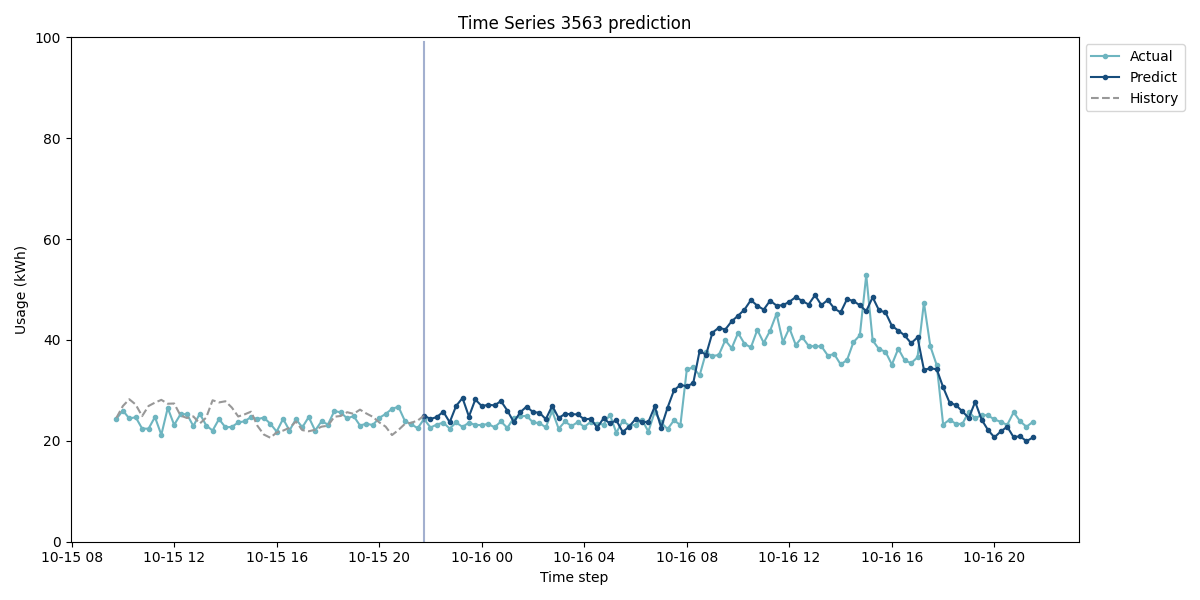 Time Series 3563 prediction
100
80
60
40
20
0
Usage (kWh)
10-15 08
10-15 12
10-15 16
10-15 20
10-16 00
10-16 04
10-16 08
10-16 12
10-16 16
10-16 20
Time step
Actual
Predict
History